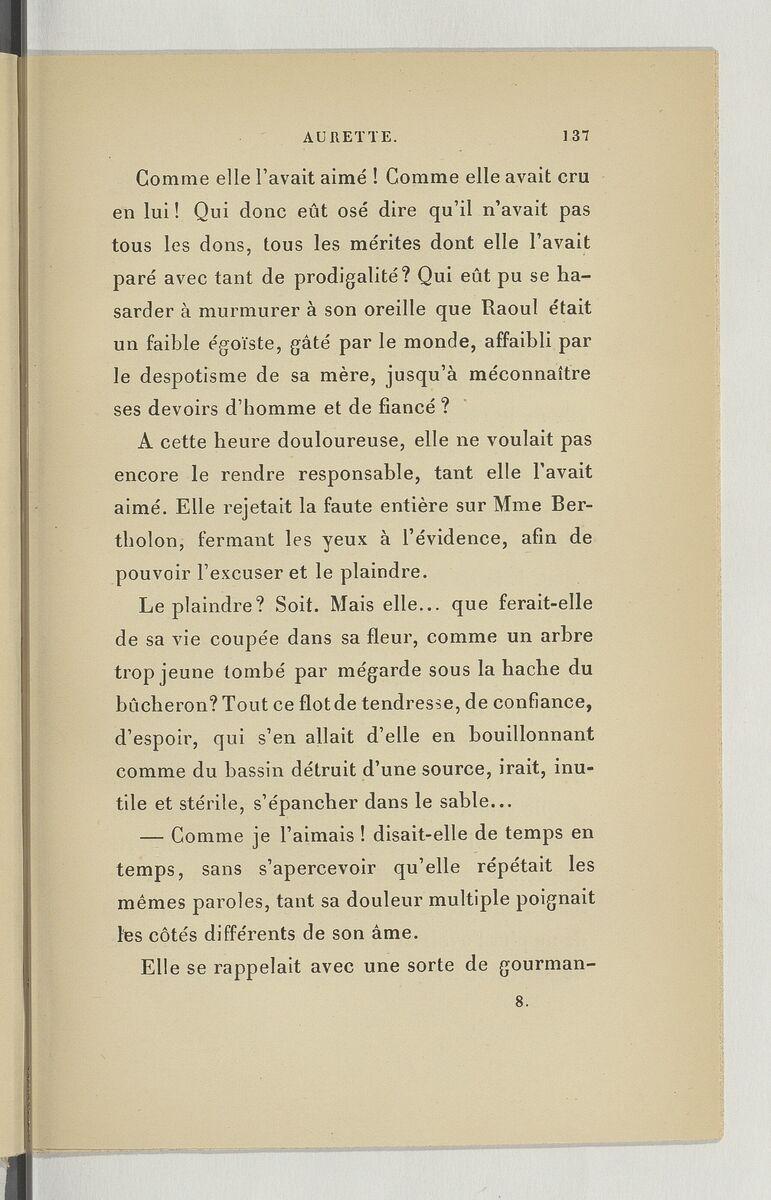 AURETTE. 137
Comme elle l'avait aimé ! Comme elle avait cru
en lui ! Qui donc eût osé dire qu'il n'avait pas
tous les dons, tous les mérites dont elle l'avait
paré avec tant de prodigalité ? Qui eût pu se ha-
sarder à murmurer à son oreille que Raoul était
un faible égoïste, gâté par le monde, affaibli par
le despotisme de sa mère, jusqu'à méconnaître
ses devoirs d'homme et de fiancé ?
A cette heure douloureuse, elle ne voulait pas
encore le rendre responsable, tant elle l'avait
aimé. Elle rejetait la faute entière sur Mme Ber-
tholon, fermant les yeux à l'évidence, afin de
pouvoir l'excuser et le plaindre.
Le plaindre ? Soit. Mais elle... que ferait-elle
de sa vie coupée dans sa fleur, comme un arbre
trop jeune tombé par mégarde sous la hache du
bûcheron ? Tout ce flot de tendresse, de confiance,
d'espoir, qui s'en allait d'elle en bouillonnant
comme du bassin détruit d'une source, irait, inu-
tile et stérile, s'épancher dans le sable...
— Comme je l'aimais ! disait-elle de temps en
temps, sans s'apercevoir qu'elle répétait les
mêmes paroles, tant sa douleur multiple poignait
les côtés différents de son âme.
Elle se rappelait avec une sorte de gourman-
8.